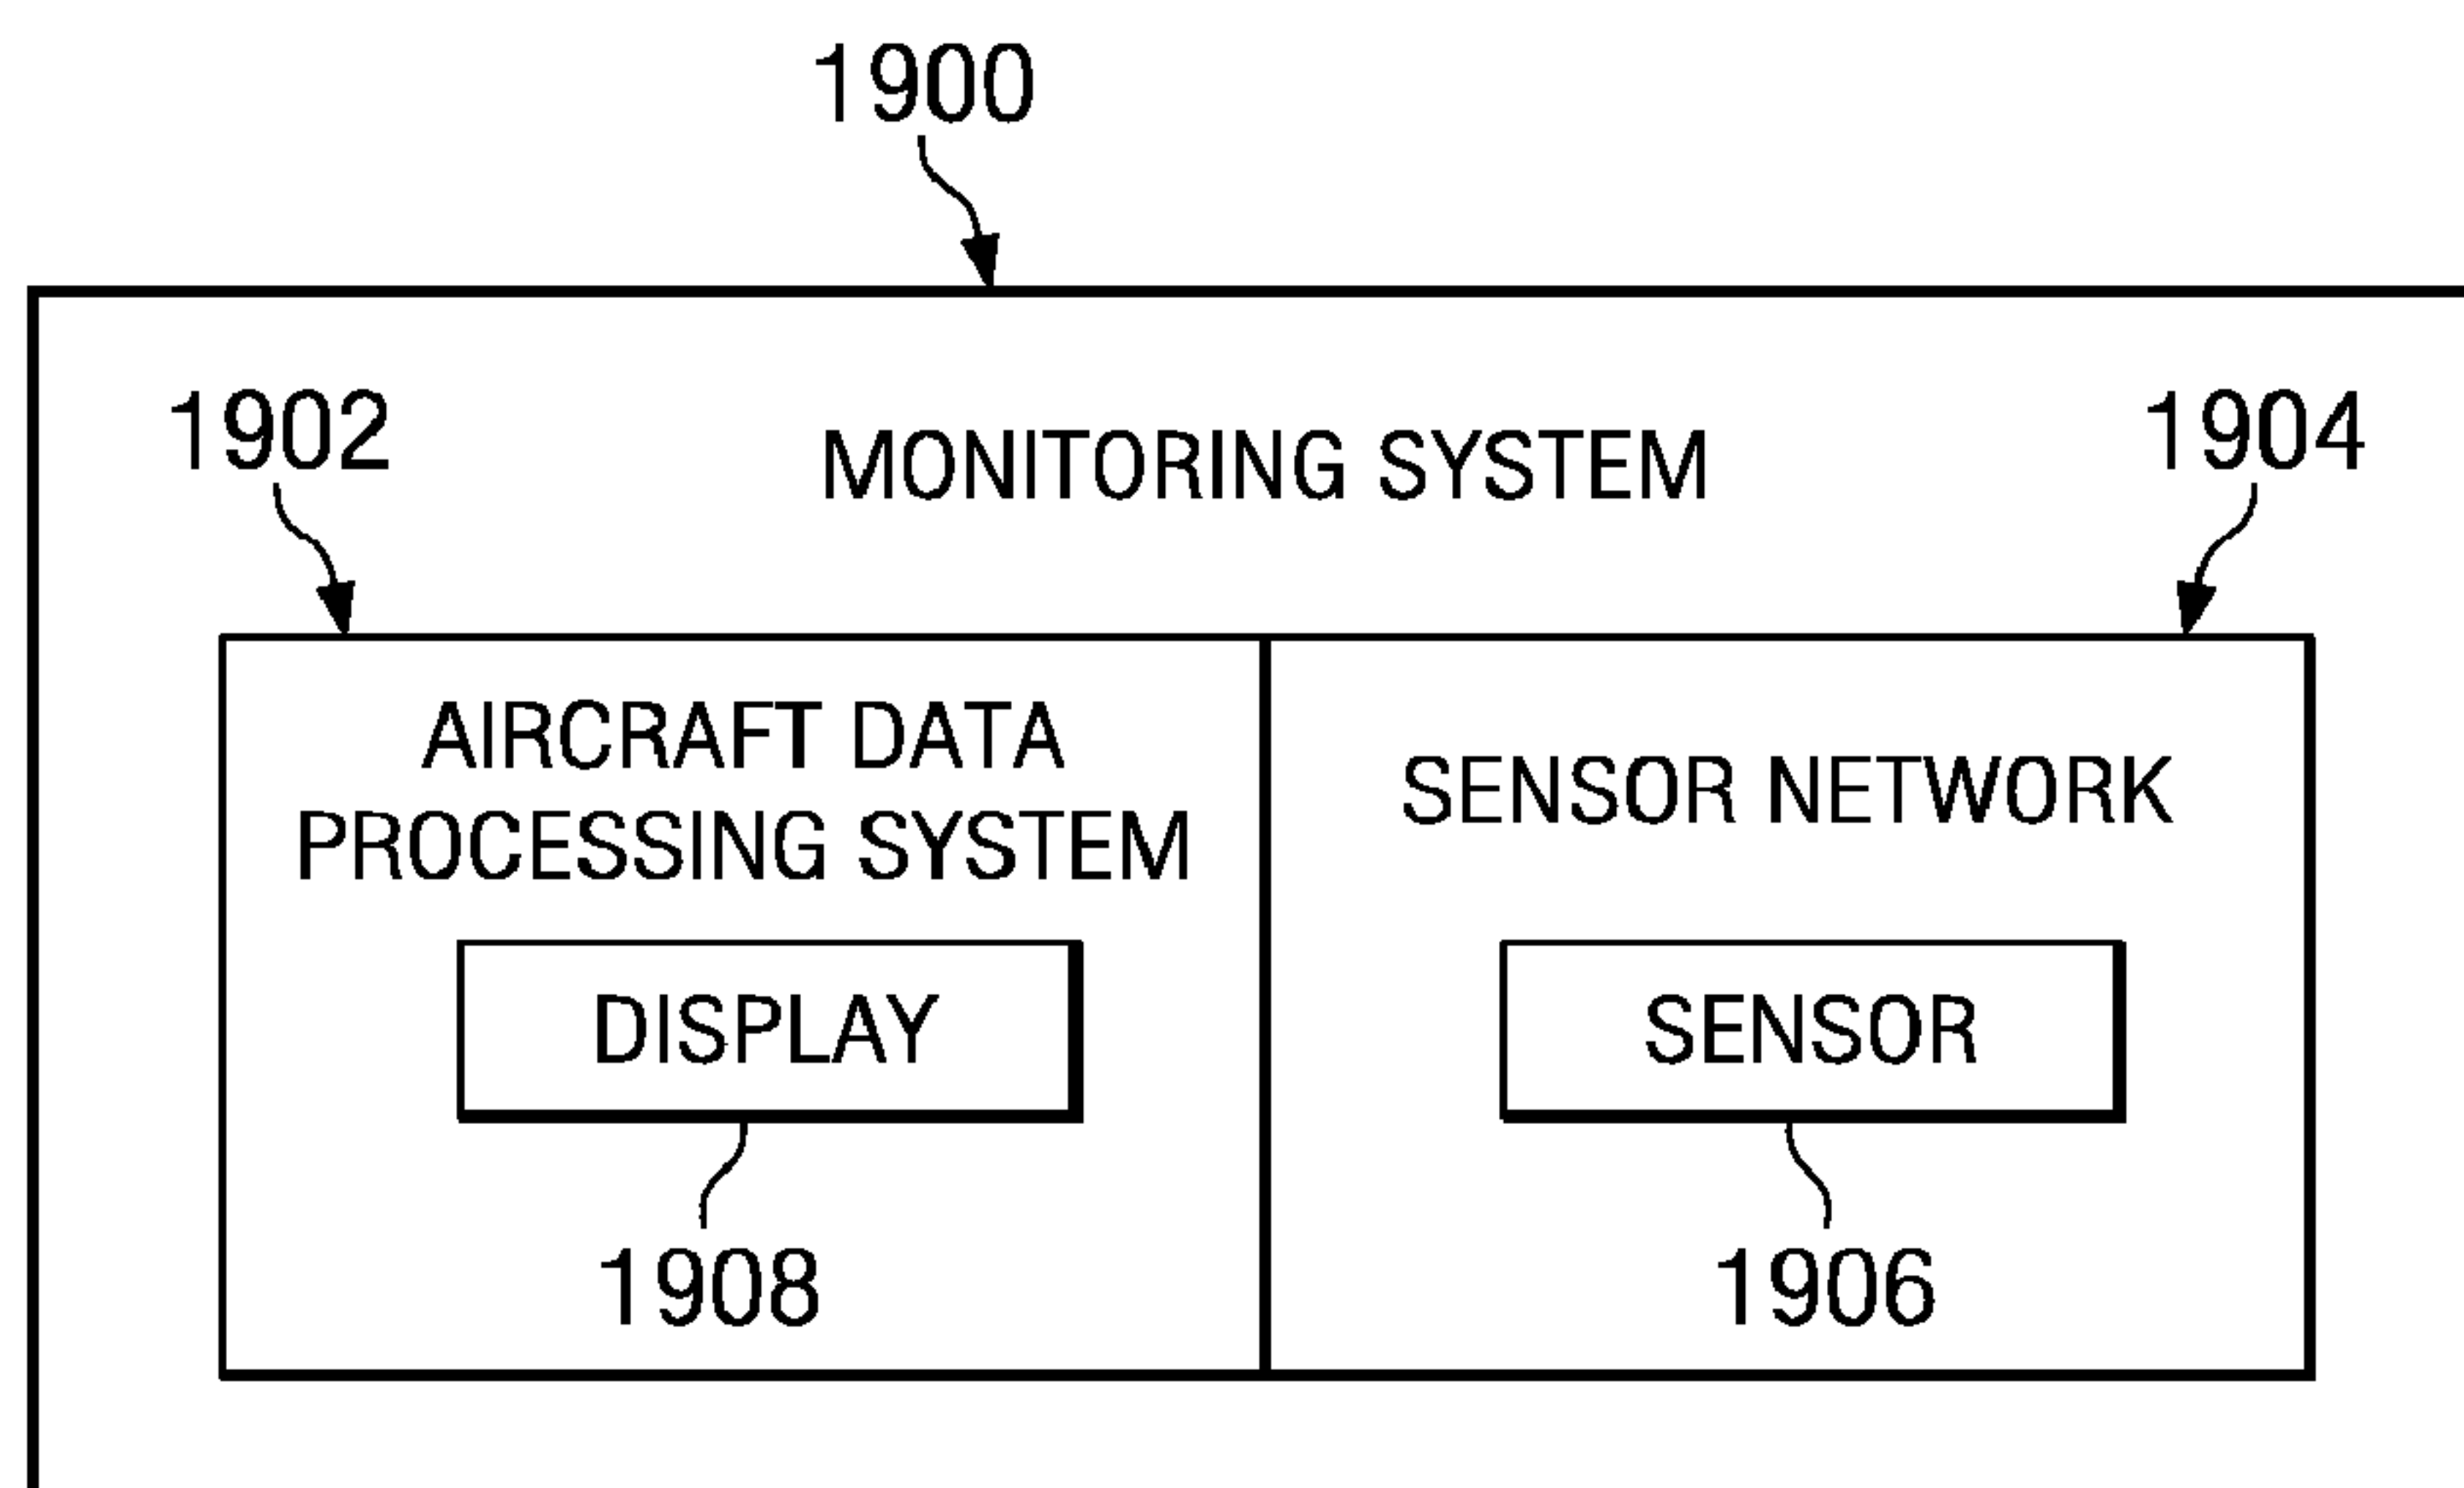 1900
1902
MONITORING SYSTEM
1904
AIRCRAFT DATA
PROCESSING SYSTEM
SENSOR NETWORK
DISPLAY
SENSOR
1908
1906